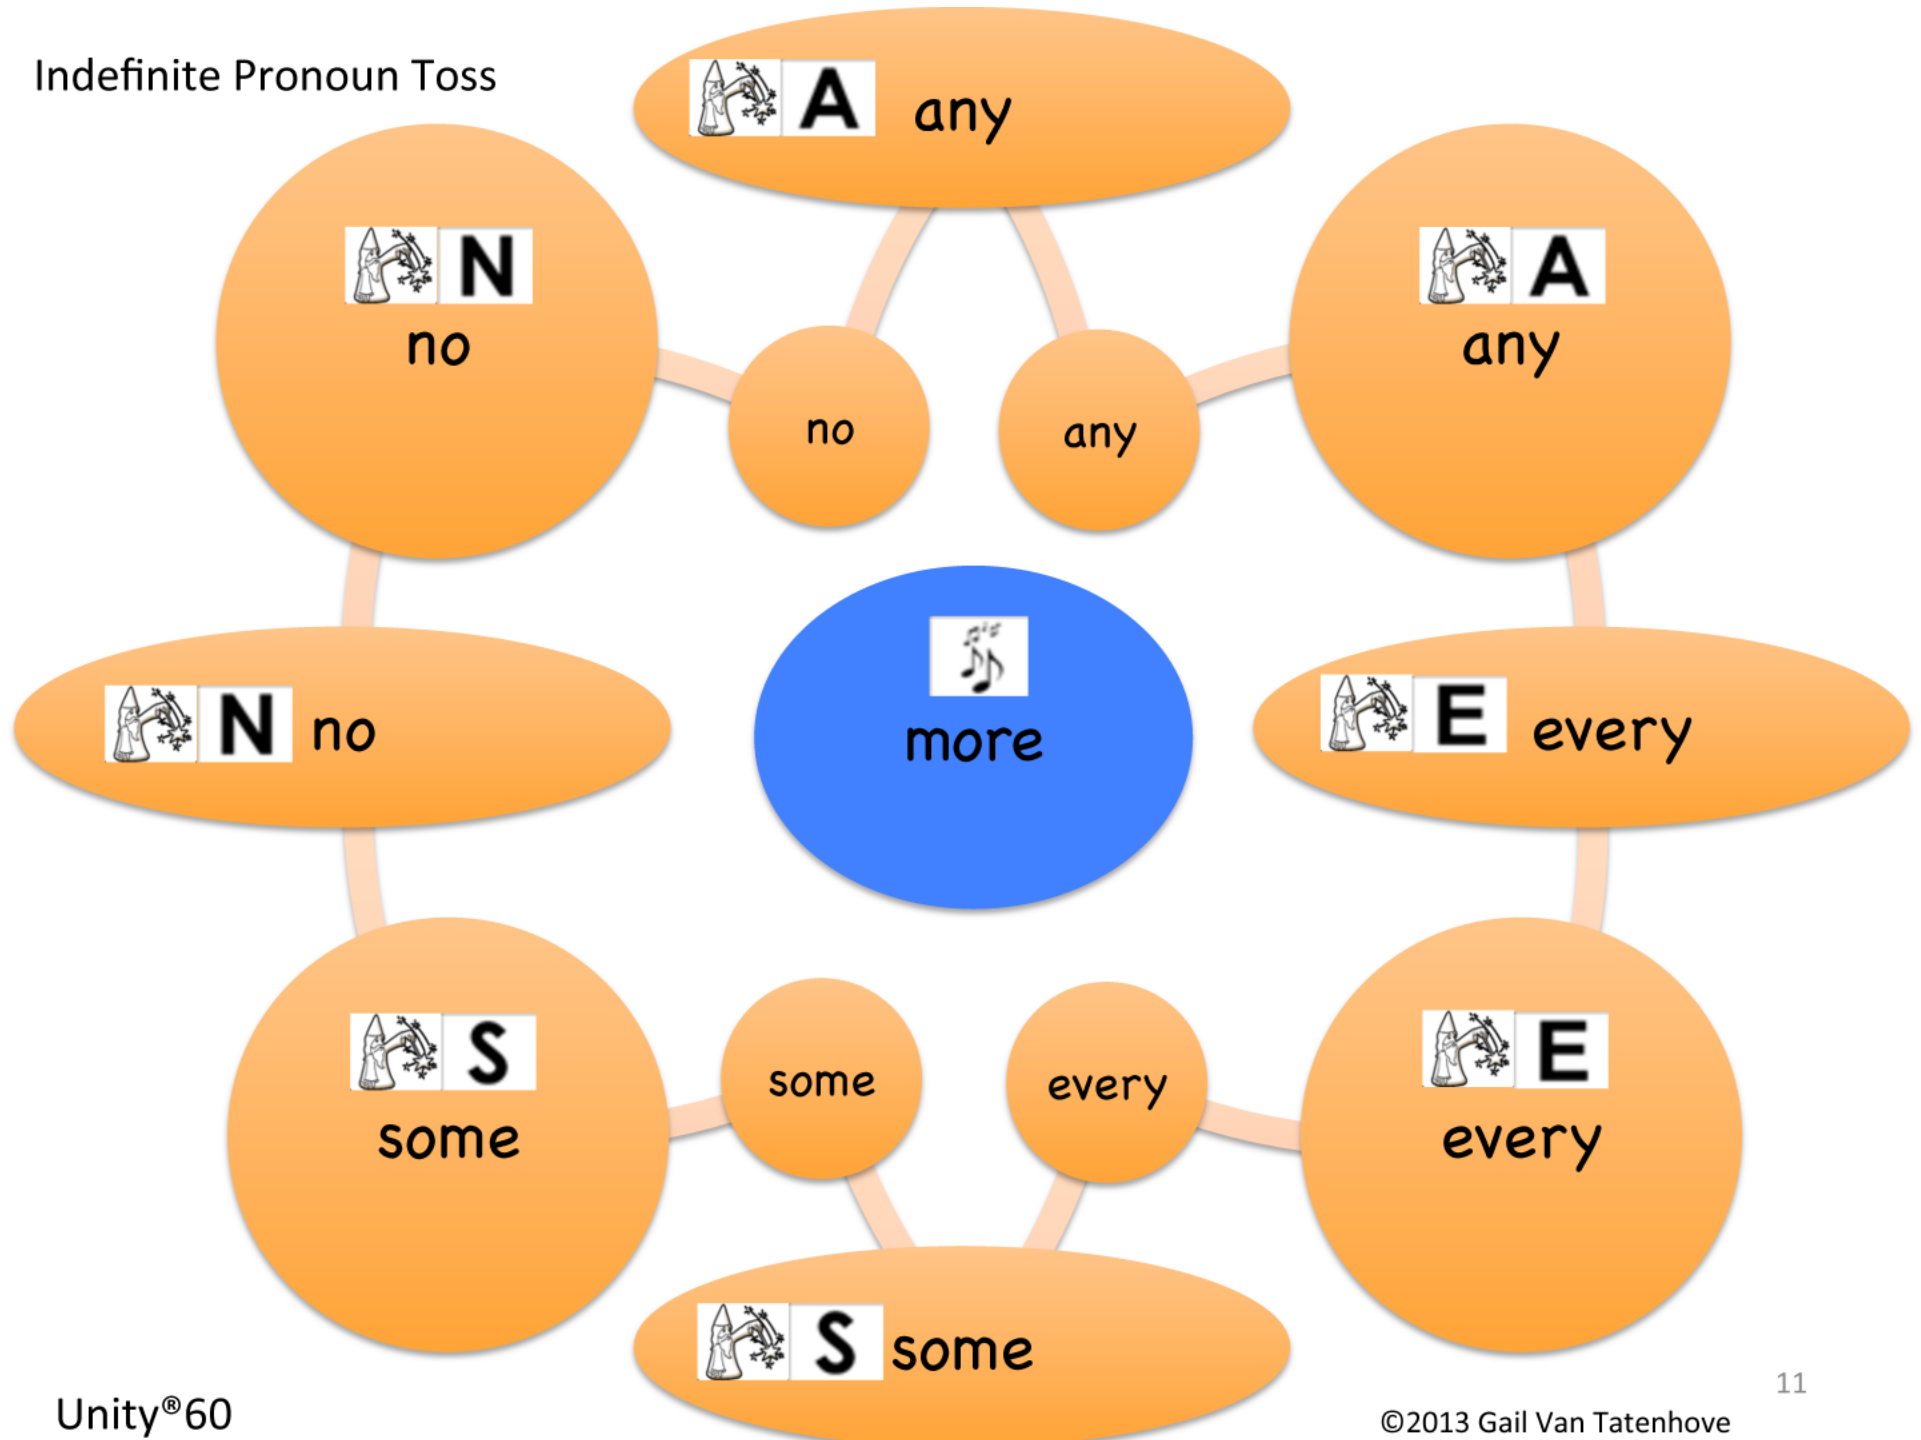 Indefinite Pronoun Toss
A any
N
no
A
any
no
any
N no
more
E every
S
some
some
every
E
every
S some
11
Unity®60
©2013 Gail Van Tatenhove